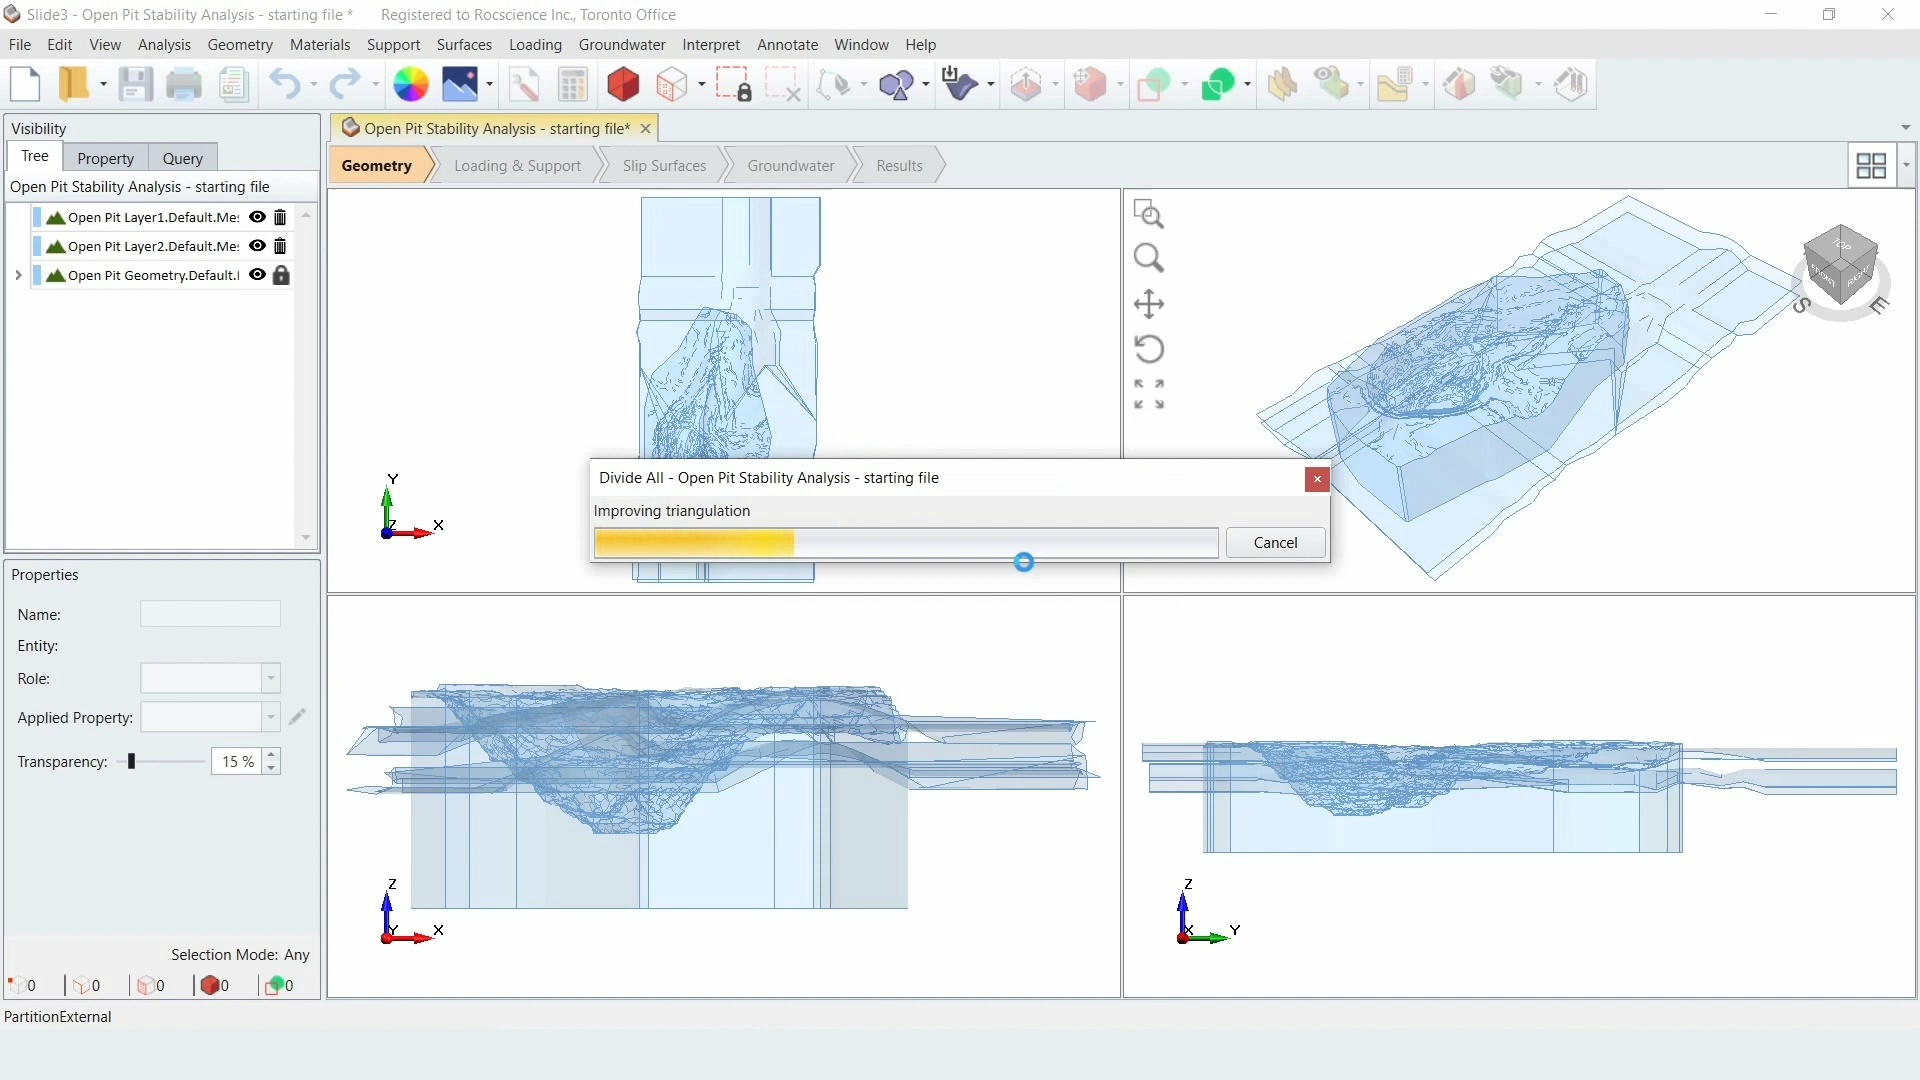 Slide3 - Open Pit Stability Analysis - starting file * Registered to Rocscience Inc., Toronto Office
File Edit View Analysis Geometry Materials Support Surfaces Loading Groundwater Interpret Annotate Window Help
Visibility
Tree Property Query
Open Pit Stability Analysis - starting file
Open Pit Layer1.Default.Me
Open Pit Layer2.Default.Me
Open Pit Geometry.Default.
Open Pit Stability Analysis - starting file*
Geometry Loading & Support Slip Surfaces Groundwater Results
TOP
FRONT
RIGHT
S
E
Y
Z
X
Divide All - Open Pit Stability Analysis - starting file
Improving triangulation
Cancel
Properties
Name:
Entity:
Role:
Applied Property:
Transparency: 15 %
Z
Y
X
Z
X
Y
Selection Mode: Any
0 0 0 0 0
PartitionExternal